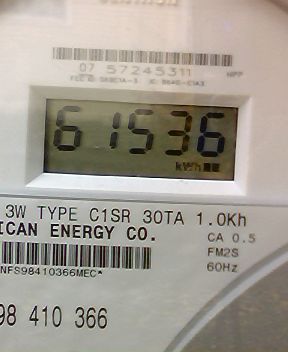 07 57245311 NPP
61536
kWh
3W TYPE C1SR 30TA 1.0Kh
ICAN ENERGY CO.
CA 0.5
FM2S
60Hz
NFS98410366MEC*
98 410 366